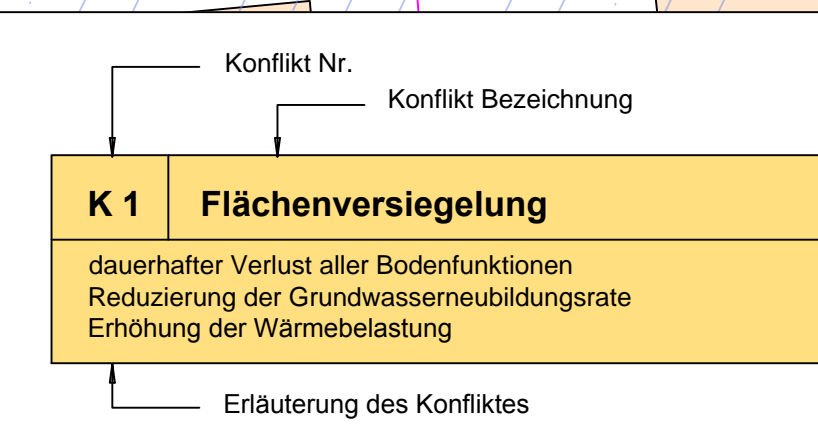 Konflikt Nr.
Konflikt Bezeichnung
K 1 Flächenversiegelung
dauerhafter Verlust aller Bodenfunktionen
Reduzierung der Grundwasserneubildungsrate
Erhöhung der Wärmebelastung
Erläuterung des Konfliktes